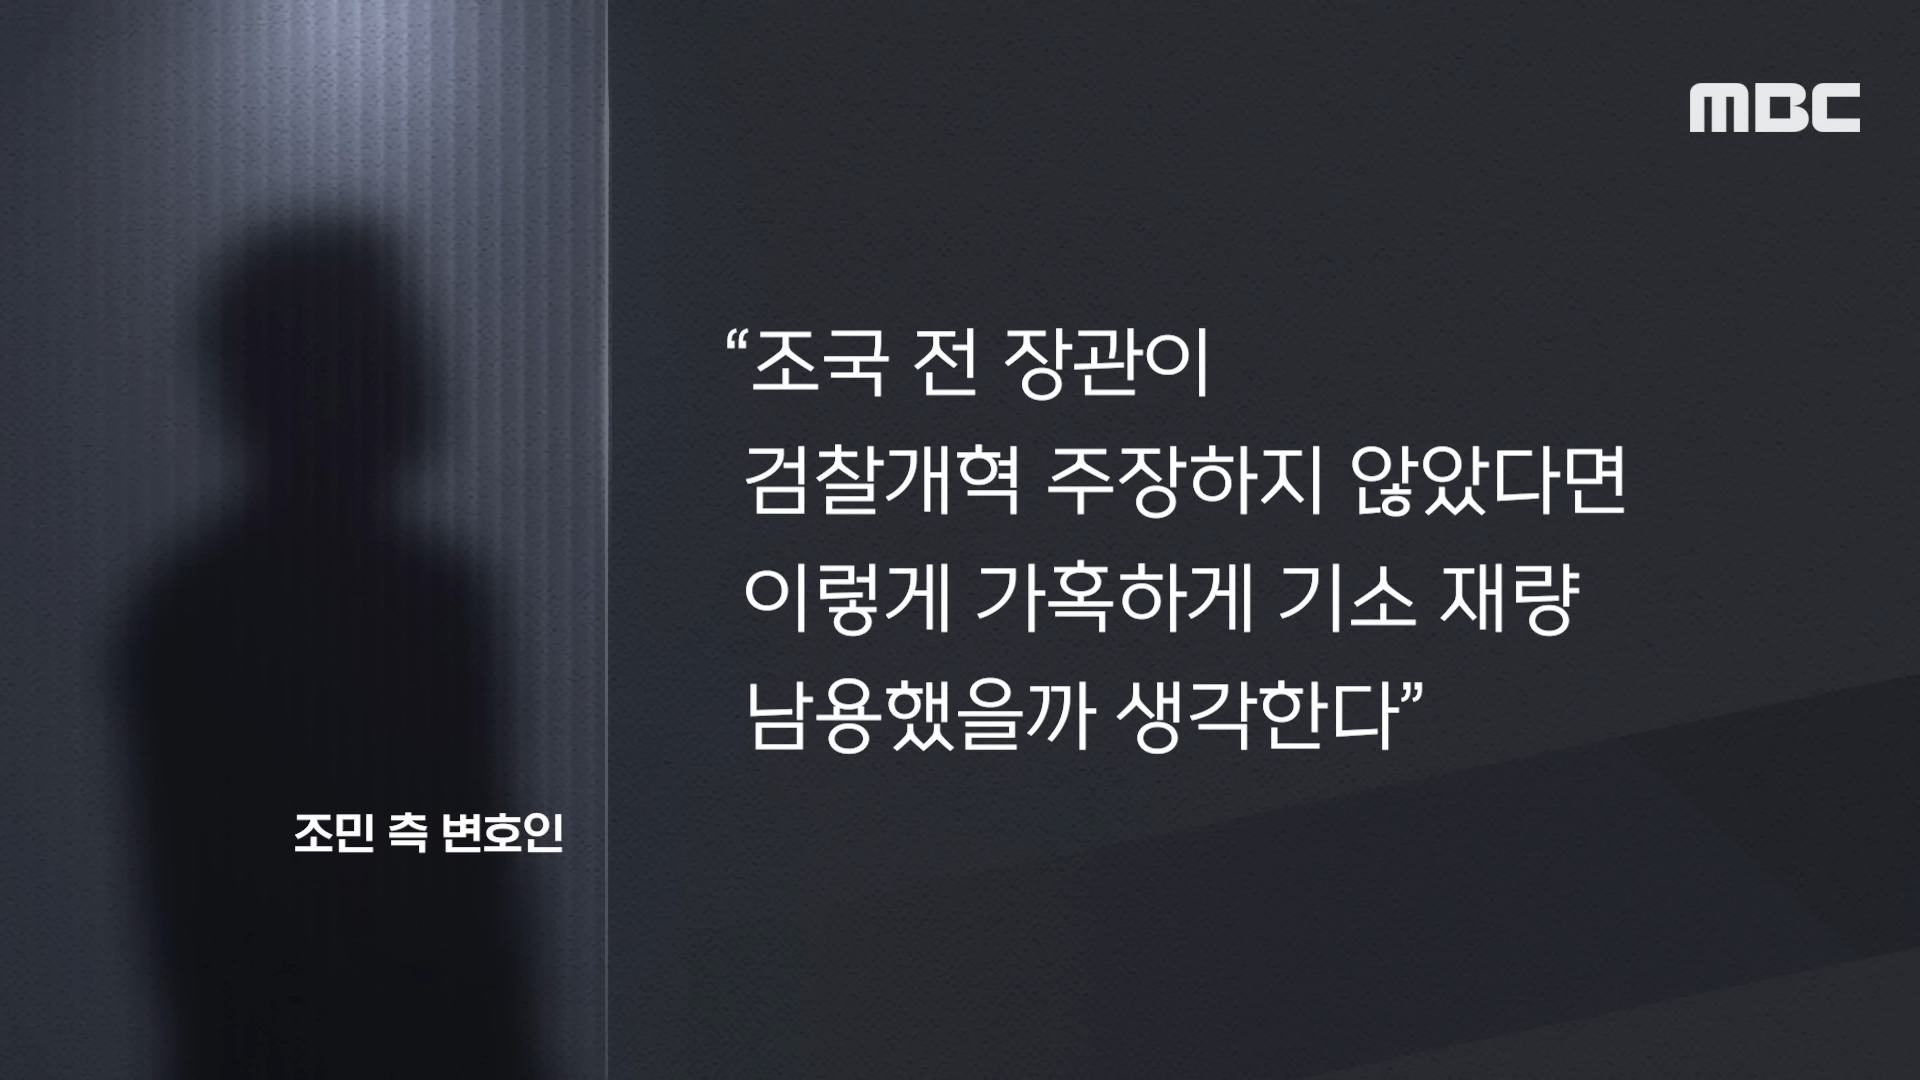 MBC
“조국 전 장관이
검찰개혁 주장하지 않았다면
이렇게 가혹하게 기소 재량
남용했을까 생각한다”
조민 측 변호인